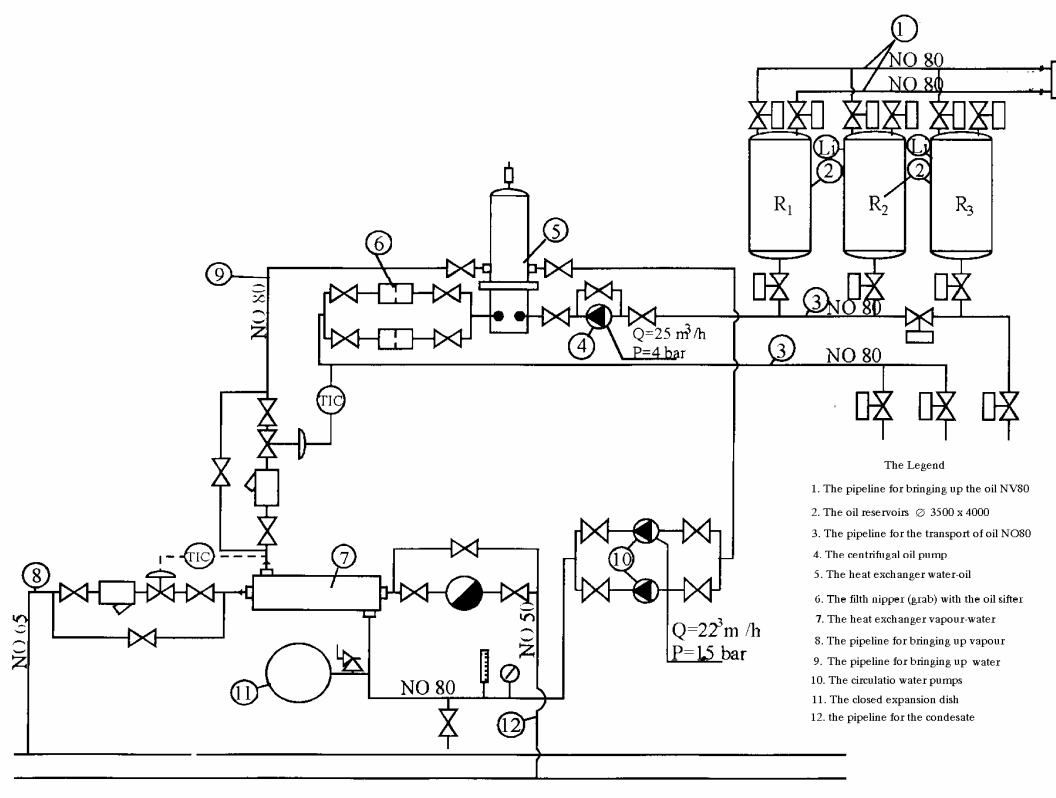 1
NO 80
NO 80
Li
Li
2
2
R1
R2
R3
5
6
9
NO 80
3
NO 80
Q=25 m3/h
P=4 bar
4
3
NO 80
TIC
The Legend
1. The pipeline for bringing up the oil NV80
2. The oil reservoirs ∅ 3500 x 4000
3. The pipeline for the transport of oil NO80
4. The centrifugal oil pump
5. The heat exchanger water-oil
6. The filth nipper (grab) with the oil sifter
7. The heat exchanger vapour-water
8. The pipeline for bringing up vapour
9. The pipeline for bringing up water
10. The circulatio water pumps
11. The closed expansion dish
12. the pipeline for the condesate
TIC
7
8
10
NO 65
NO 50
Q=22 3m /h
P=15 bar
11
NO 80
12